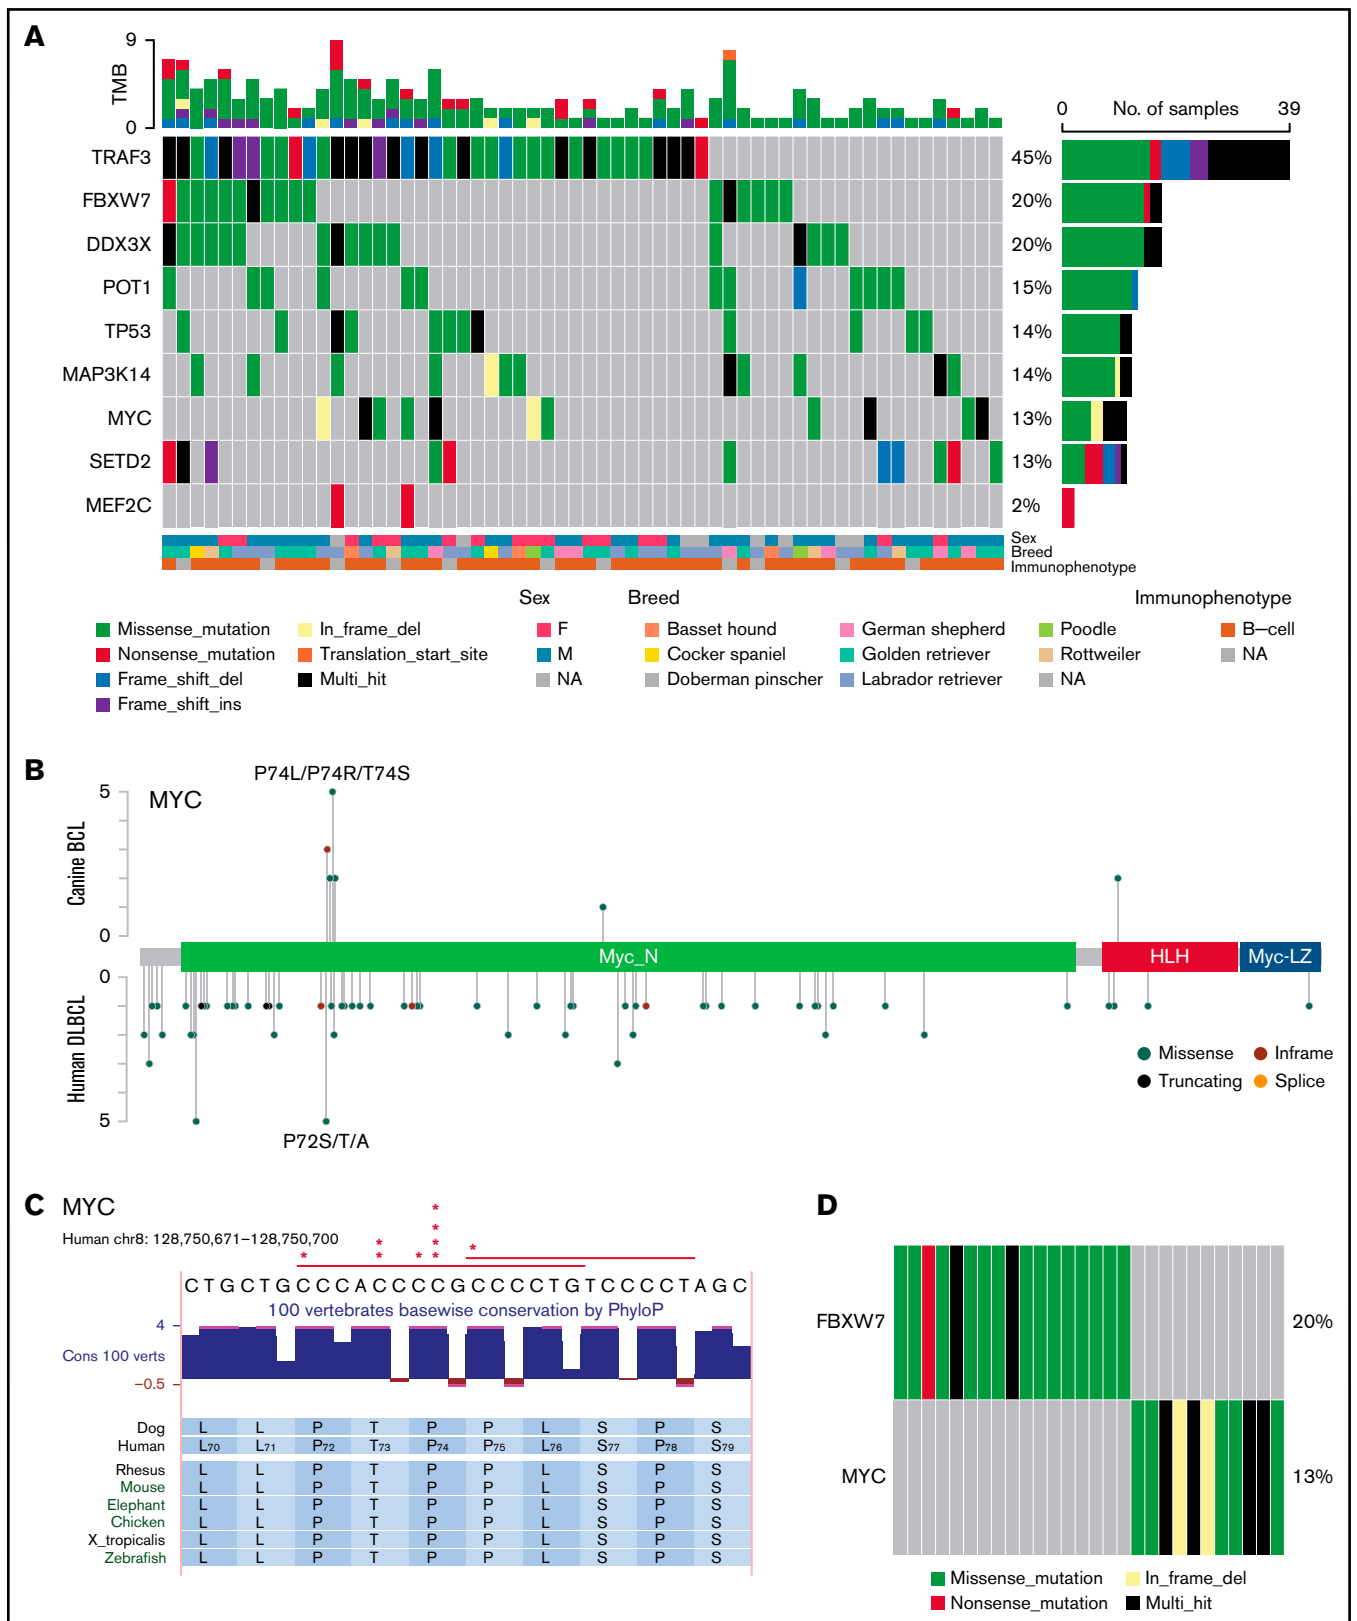 A
9
TMB
0
0 No. of samples 39
TRAF3 45%
FBXW7 20%
DDX3X 20%
POT1 15%
TP53 14%
MAP3K14 14%
MYC 13%
SETD2 13%
MEF2C 2%
Sex
Breed
Immunophenotype
Sex Breed Immunophenotype
Missense_mutation In_frame_del F Basset hound German shepherd Poodle B–cell
Nonsense_mutation Translation_start_site M Cocker spaniel Golden retriever Rottweiler NA
Frame_shift_del Multi_hit NA Doberman pinscher Labrador retriever NA
Frame_shift_ins
B
P74L/P74R/T74S
5
MYC
Canine BCL
0
Myc_N HLH Myc-LZ
0
Human DLBCL
5
P72S/T/A
Missense Inframe
Truncating Splice
C MYC
Human chr8: 128,750,671–128,750,700
*
*
* *
* * * * *
C T G C T G C C C A C C C C G C C C C T G T C C C C T A G C
100 vertebrates basewise conservation by PhyloP
4
Cons 100 verts
–0.5
Dog L L P T P P L S P S
Human L70 L71 P72 T73 P74 P75 L76 S77 P78 S79
Rhesus L L P T P P L S P S
Mouse L L P T P P L S P S
Elephant L L P T P P L S P S
Chicken L L P T P P L S P S
X_tropicalis L L P T P P L S P S
Zebrafish L L P T P P L S P S
D
FBXW7 20%
MYC 13%
Missense_mutation In_frame_del
Nonsense_mutation Multi_hit